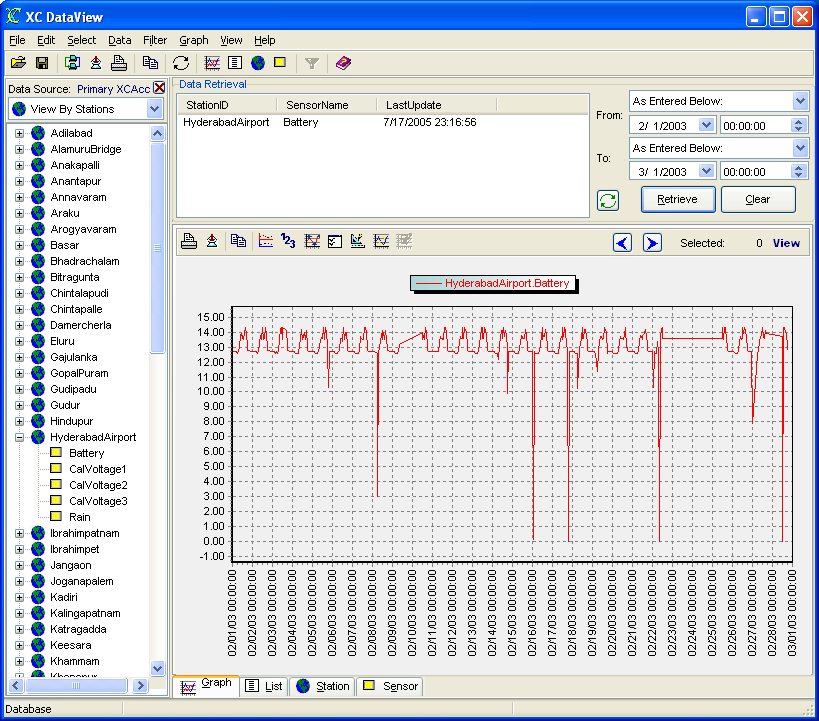 XC DataView
File Edit Select Data Filter Graph View Help
Data Source: Primary XCAcc
View By Stations
Adilabad
AlamuruBridge
Anakapalli
Anantapur
Annavaram
Araku
Arogyavaram
Basar
Bhadrachalam
Bitragunta
Chintalapudi
Chintapalle
Damercherla
Eluru
Gajulanka
GopalPuram
Gudipadu
Gudur
Hindupur
HyderabadAirport
Battery
CalVoltage1
CalVoltage2
CalVoltage3
Rain
Ibrahimpatnam
Ibrahimpet
Jangaon
Joganapalem
Kadiri
Kalingapatnam
Katragadda
Keesara
Khammam
Data Retrieval
StationID SensorName LastUpdate
HyderabadAirport Battery 7/17/2005 23:16:56
From:
As Entered Below:
2/ 1/2003 00:00:00
To:
As Entered Below:
3/ 1/2003 00:00:00
Retrieve Clear
123
Selected: 0 View
HyderabadAirport.Battery
15.00
14.00
13.00
12.00
11.00
10.00
9.00
8.00
7.00
6.00
5.00
4.00
3.00
2.00
1.00
0.00
-1.00
02/01/03 00:00:00
02/02/03 00:00:00
02/03/03 00:00:00
02/04/03 00:00:00
02/05/03 00:00:00
02/06/03 00:00:00
02/07/03 00:00:00
02/08/03 00:00:00
02/09/03 00:00:00
02/10/03 00:00:00
02/11/03 00:00:00
02/12/03 00:00:00
02/13/03 00:00:00
02/14/03 00:00:00
02/15/03 00:00:00
02/16/03 00:00:00
02/17/03 00:00:00
02/18/03 00:00:00
02/19/03 00:00:00
02/20/03 00:00:00
02/21/03 00:00:00
02/22/03 00:00:00
02/23/03 00:00:00
02/24/03 00:00:00
02/25/03 00:00:00
02/26/03 00:00:00
02/27/03 00:00:00
02/28/03 00:00:00
03/01/03 00:00:00
Graph List Station Sensor
Database